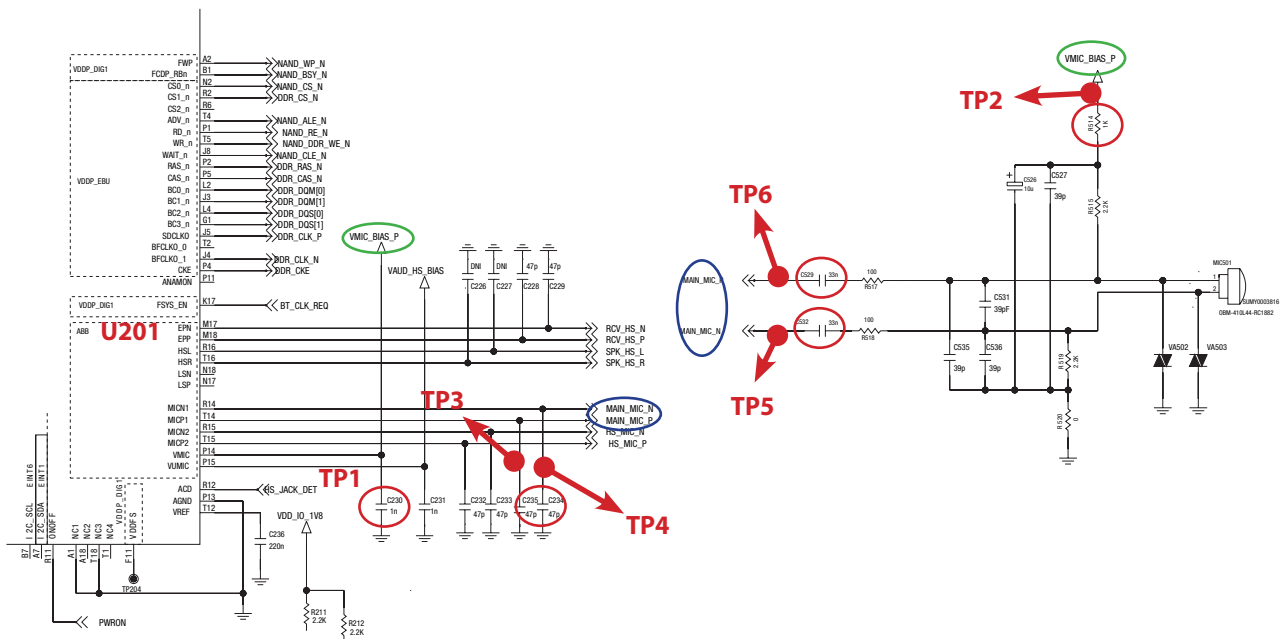 VDDP_DIG1
FWP A2 NAND_WP_N
FCDP_RBn B1 NAND_BSY_N
CS0_n N2 NAND_CS_N
CS1_n R2 DDR_CS_N
CS2_n R6
ADV_n T4 NAND_ALE_N
RD_n P1 NAND_RE_N
WR_n T5 NAND_DDR_WE_N
WAIT_n J8 NAND_CLE_N
RAS_n P2 DDR_RAS_N
VDDP_EBU
CAS_n P5 DDR_CAS_N
BC0_n L2 DDR_DQM[0]
BC1_n J3 DDR_DQM[1]
BC2_n L4 DDR_DQS[0]
BC3_n G1 DDR_DQS[1]
SDCLKO J5 DDR_CLK_P
BFCLKO_0 T2
BFCLKO_1 J4 DDR_CLK_N
CKE P4 DDR_CKE
ANAMON P11
VDDP_DIG1 FSYS_EN K17 BT_CLK_REQ
U201
ABB
EPN M17 RCV_HS_N
EPP M18 RCV_HS_P
HSL R16 SPK_HS_L
HSR T16 SPK_HS_R
LSN N18
LSP N17
MICN1 R14 MAIN_MIC_N
MICP1 T14 MAIN_MIC_P
MICN2 R15 HS_MIC_N
MICP2 T15 HS_MIC_P
VMIC P14
VUMIC P15
ACD R12 HS_JACK_DET
AGND P13
VREF T12
VMIC_BIAS_P
VAUD_HS_BIAS
DNI DNI 47p 47p
C226 C227 C228 C229
TP3
TP1
TP4
C230 1n
C231 1n
C232 47p
C233 47p
C235 47p
C234 47p
C236
220n
VDD_IO_1V8
R211
2.2K
R212
2.2K
I2C_SCL EINT6
I2C_SDA EINT1
ONOFF
NC1
NC2
NC3
NC4
VDDP_DIG1
VDDFS
B7 A7 R11 A1 A18 T18 T1 F11
TP204
PWRON
VMIC_BIAS_P
TP2
R514
1K
C526
10u
C527
39p
R515
2.2K
TP6
MAIN_MIC_
C529 33n
100
R517
MAIN_MIC_N
C532 33n
100
R518
TP5
C531
39pF
C535
39p
C536
39p
R519
2.2K
R520
0
MIC501
1
2
SUMY0003816
OBM-410L44-RC1882
VA502
VA503